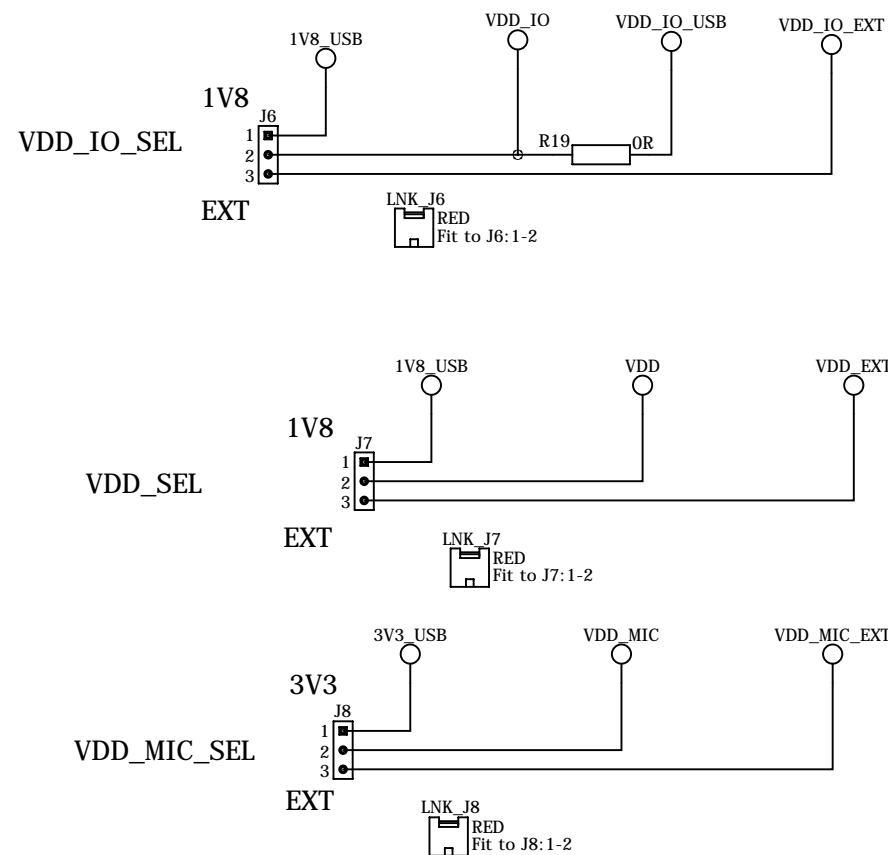 1V8_USB
VDD_IO
VDD_IO_USB
VDD_IO_EXT
1V8
J6
VDD_IO_SEL
1
2
3
R19
0R
EXT
LNK_J6
RED
Fit to J6:1-2
1V8_USB
VDD
VDD_EXT
1V8
J7
VDD_SEL
1
2
3
EXT
LNK_J7
RED
Fit to J7:1-2
3V3_USB
VDD_MIC
VDD_MIC_EXT
3V3
J8
VDD_MIC_SEL
1
2
3
EXT
LNK_J8
RED
Fit to J8:1-2